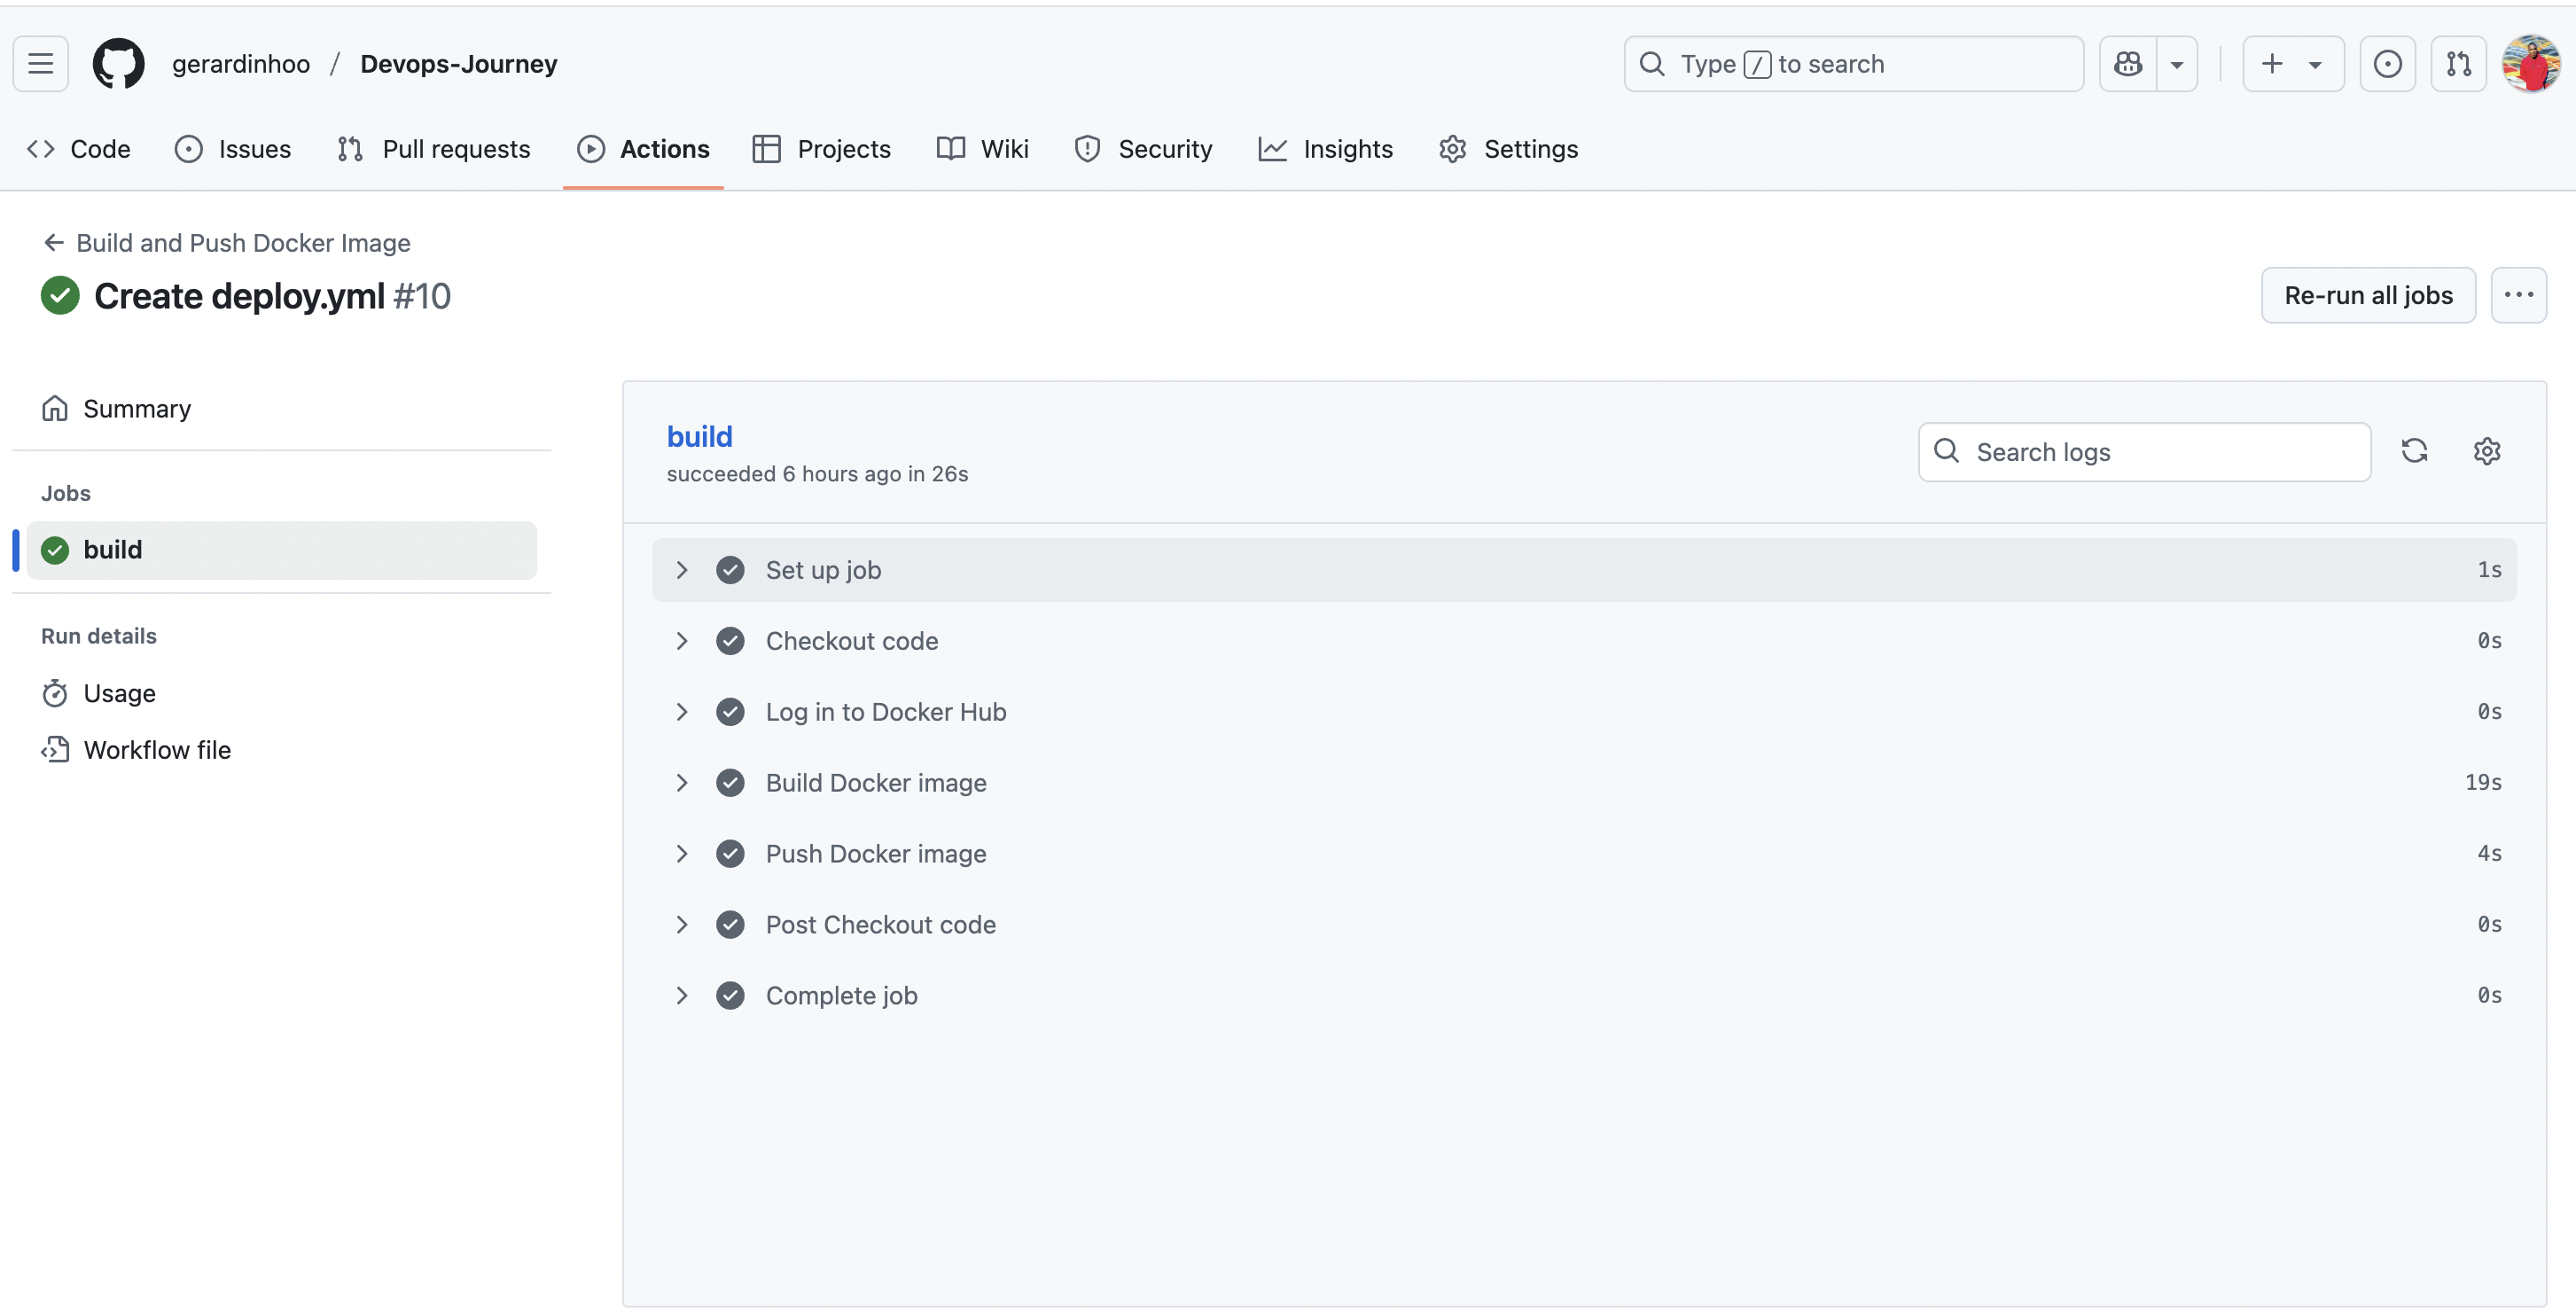 gerardinhoo / Devops-Journey
Type / to search
Code
Issues
Pull requests
Actions
Projects
Wiki
Security
Insights
Settings
Build and Push Docker Image
Create deploy.yml #10
Re-run all jobs
Summary
Jobs
build
Run details
Usage
Workflow file
build
succeeded 6 hours ago in 26s
Search logs
Set up job 1s
Checkout code 0s
Log in to Docker Hub 0s
Build Docker image 19s
Push Docker image 4s
Post Checkout code 0s
Complete job 0s